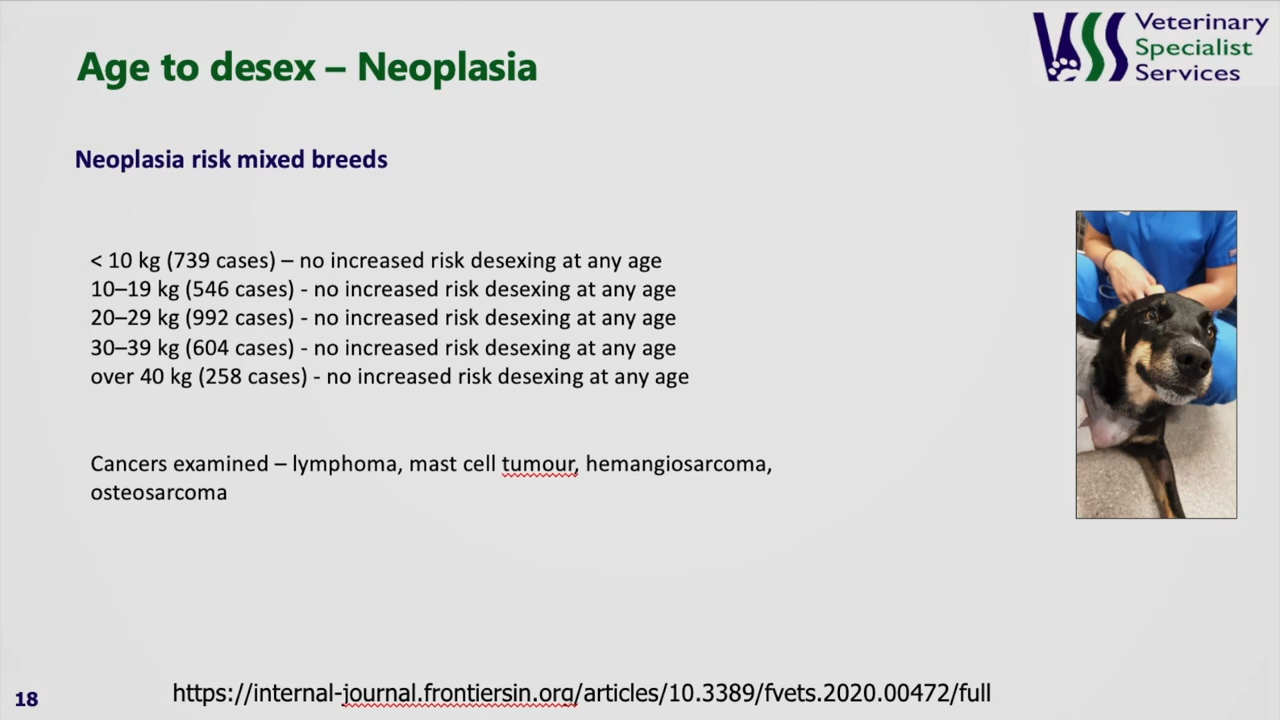 Age to desex – Neoplasia
Veterinary
Specialist
Services
Neoplasia risk mixed breeds
< 10 kg (739 cases) – no increased risk desexing at any age
10–19 kg (546 cases) - no increased risk desexing at any age
20–29 kg (992 cases) - no increased risk desexing at any age
30–39 kg (604 cases) - no increased risk desexing at any age
over 40 kg (258 cases) - no increased risk desexing at any age
Cancers examined – lymphoma, mast cell tumour, hemangiosarcoma,
osteosarcoma
18
https://internal-journal.frontiersin.org/articles/10.3389/fvets.2020.00472/full